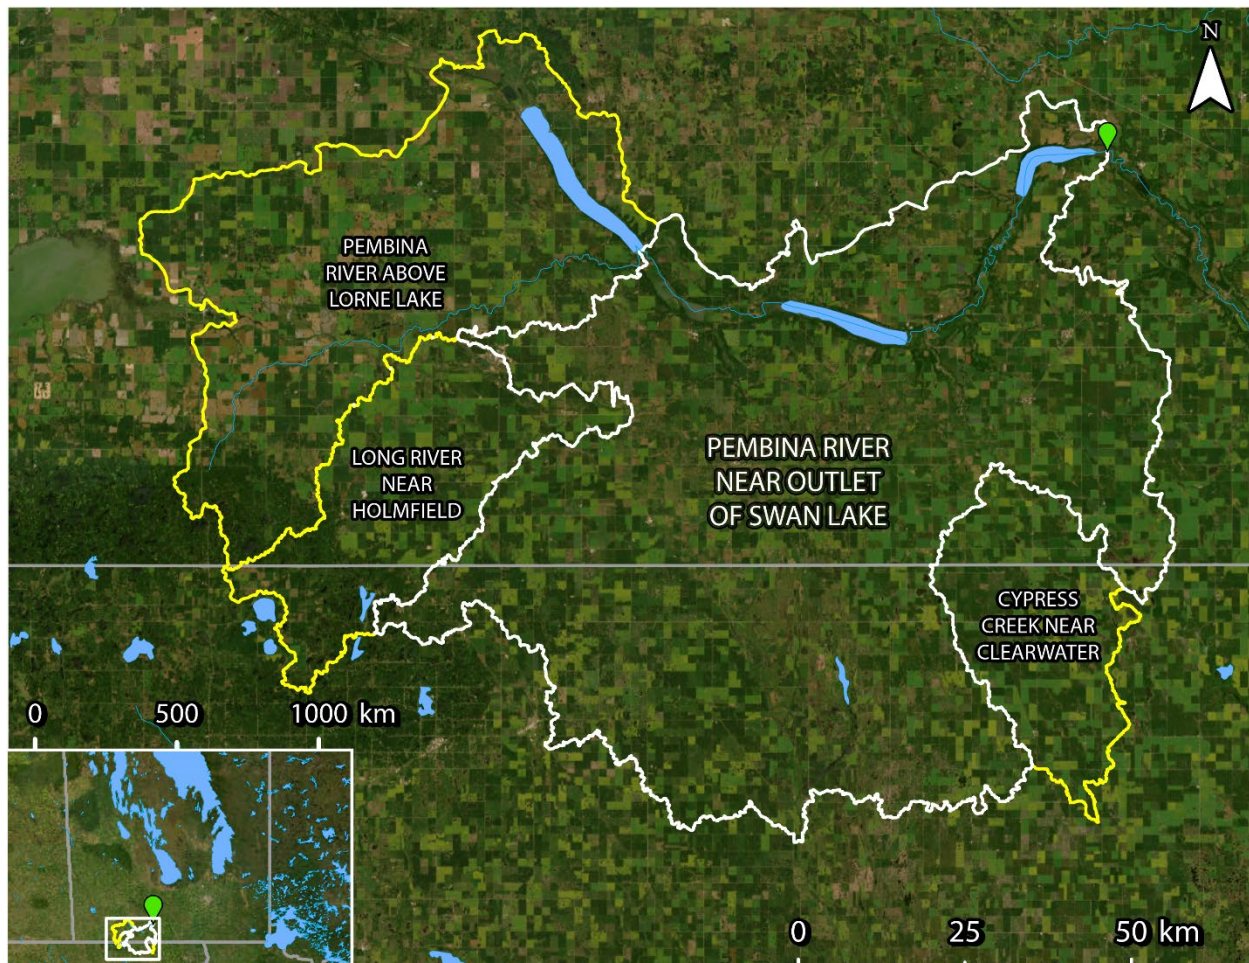 N
PEMBINA
RIVER ABOVE
LORNE LAKE
LONG RIVER
NEAR
HOLMFIELD
PEMBINA RIVER
NEAR OUTLET
OF SWAN LAKE
CYPRESS
CREEK NEAR
CLEARWATER
0 500 1000 km
0 25 50 km